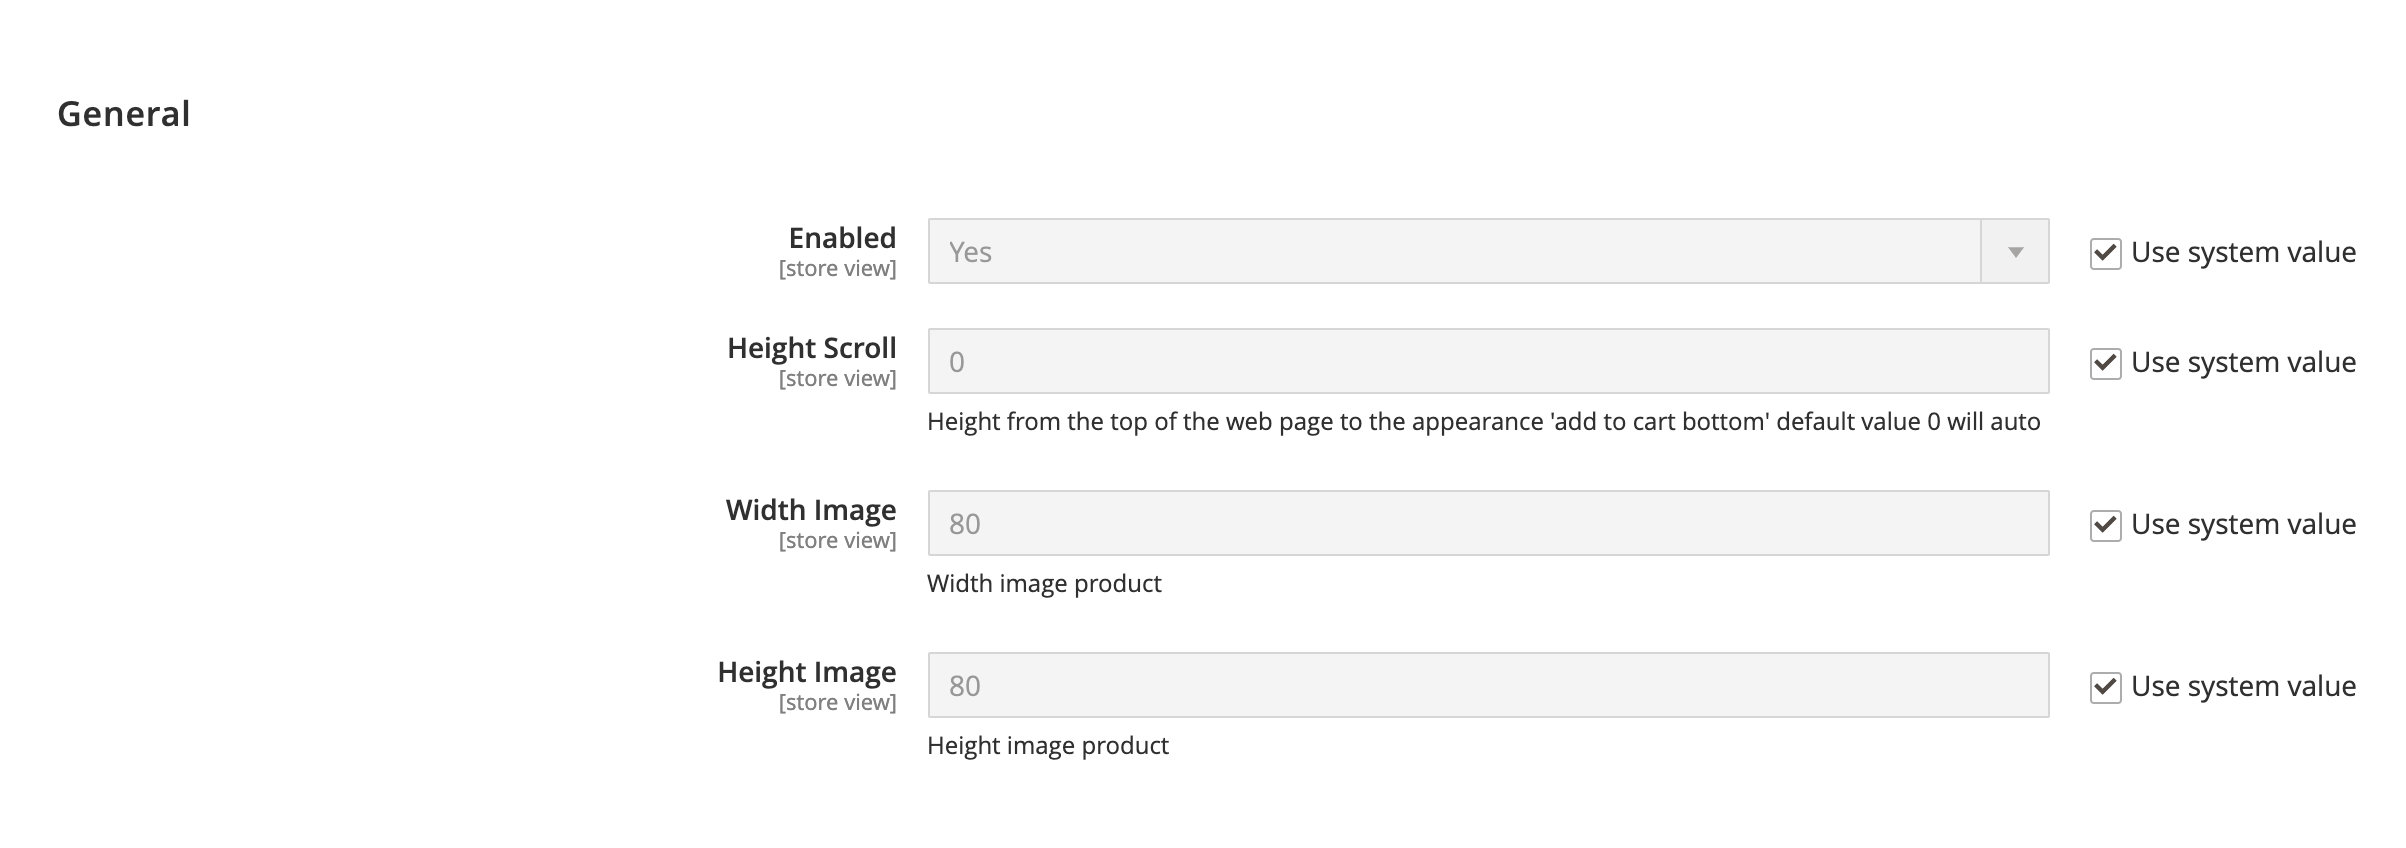 General
Enabled
[store view]
Yes
Use system value
Height Scroll
[store view]
0
Use system value
Height from the top of the web page to the appearance 'add to cart bottom' default value 0 will auto
Width Image
[store view]
80
Use system value
Width image product
Height Image
[store view]
80
Use system value
Height image product